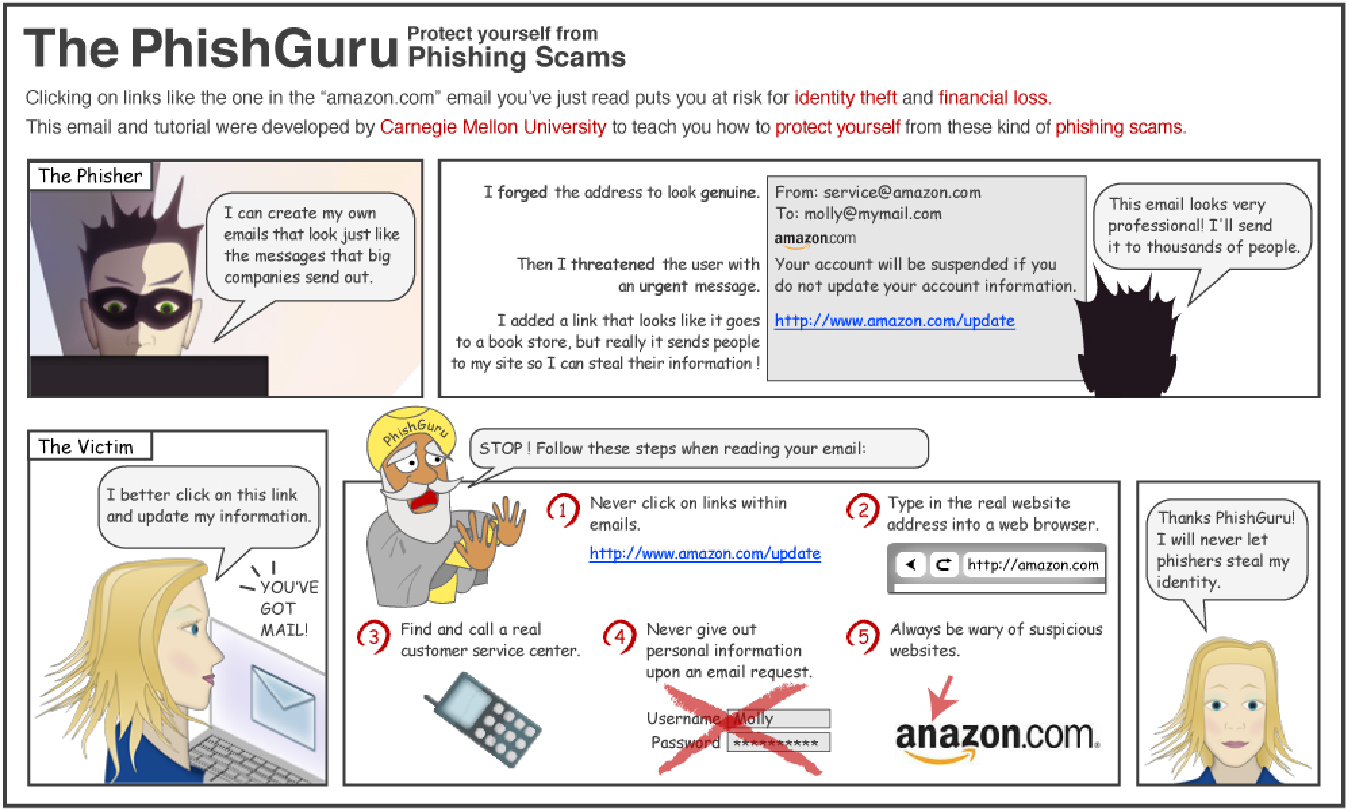 The PhishGuru Protect yourself from
Phishing Scams
Clicking on links like the one in the “amazon.com” email you’ve just read puts you at risk for identity theft and financial loss.
This email and tutorial were developed by Carnegie Mellon University to teach you how to protect yourself from these kind of phishing scams.
The Phisher
I can create my own
emails that look just like
the messages that big
companies send out.
I forged the address to look genuine.
Then I threatened the user with
an urgent message.
I added a link that looks like it goes
to a book store, but really it sends people
to my site so I can steal their information !
From: service@amazon.com
To: molly@mymail.com
amazon.com
Your account will be suspended if you
do not update your account information.
http://www.amazon.com/update
This email looks very
professional! I'll send
it to thousands of people.
The Victim
I better click on this link
and update my information.
YOU'VE
GOT
MAIL!
PhishGuru
STOP ! Follow these steps when reading your email:
1 Never click on links within
emails.
http://www.amazon.com/update
2 Type in the real website
address into a web browser.
http://amazon.com
3 Find and call a real
customer service center.
4 Never give out
personal information
upon an email request.
Username Molly
Password **********
5 Always be wary of suspicious
websites.
anazon.com®
Thanks PhishGuru!
I will never let
phishers steal my
identity.